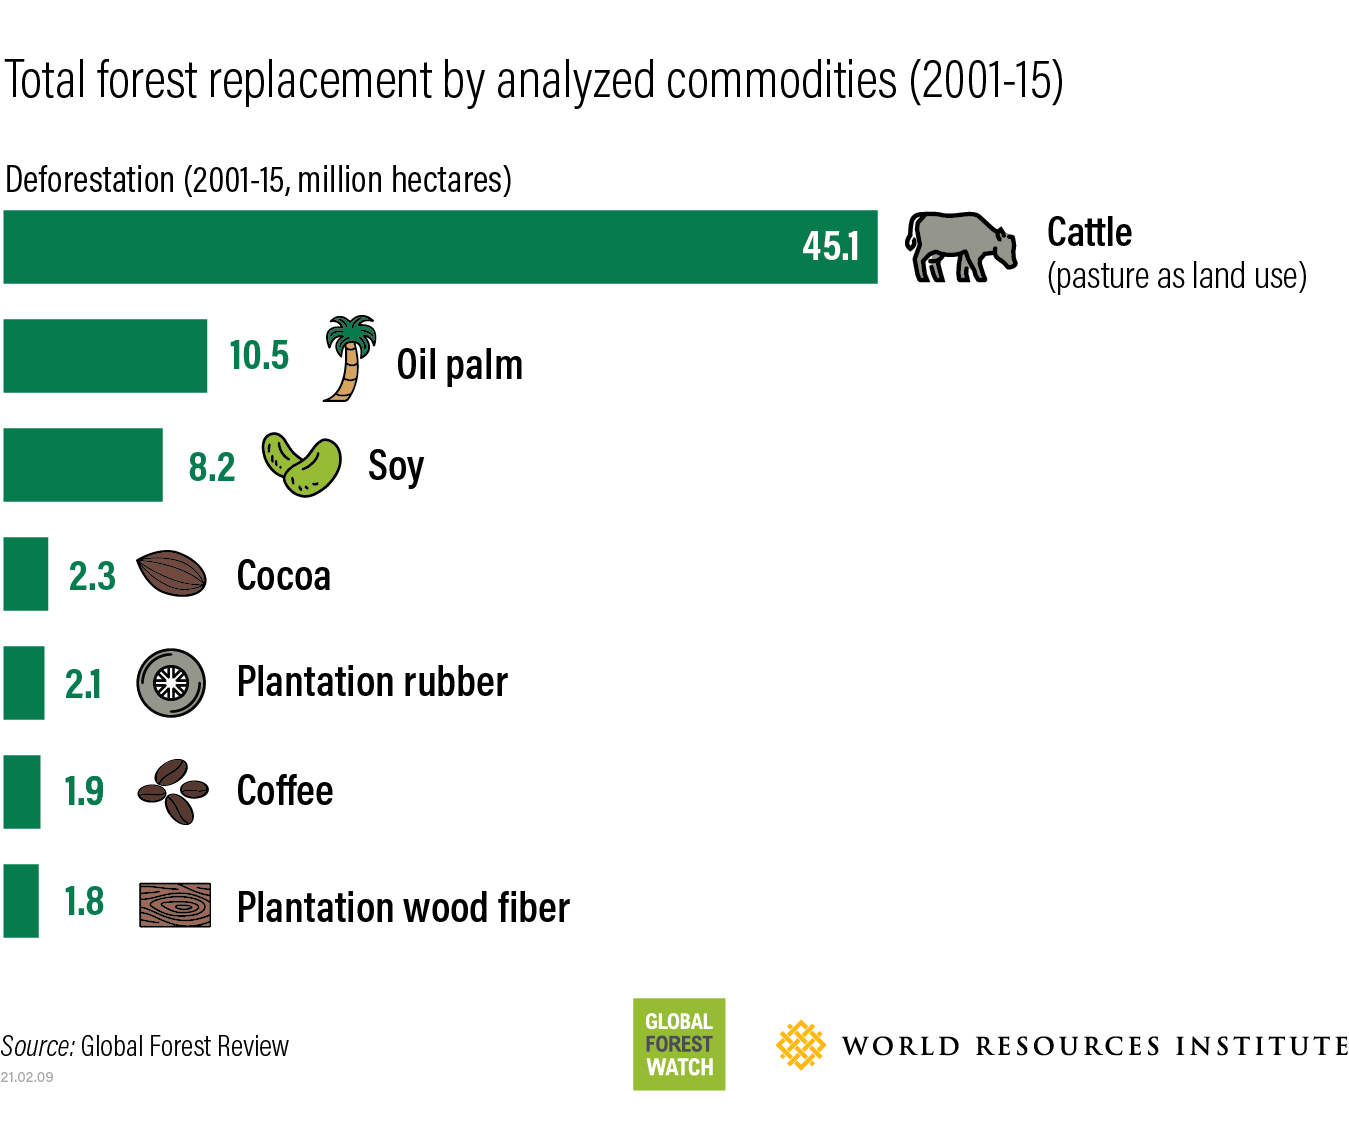 Total forest replacement by analyzed commodities (2001-15)
Deforestation (2001-15, million hectares)
45.1
Cattle
(pasture as land use)
10.5
Oil palm
8.2
Soy
2.3
Cocoa
2.1
Plantation rubber
1.9
Coffee
1.8
Plantation wood fiber
Source: Global Forest Review
21.02.09
GLOBAL
FOREST
WATCH
WORLD RESOURCES INSTITUTE